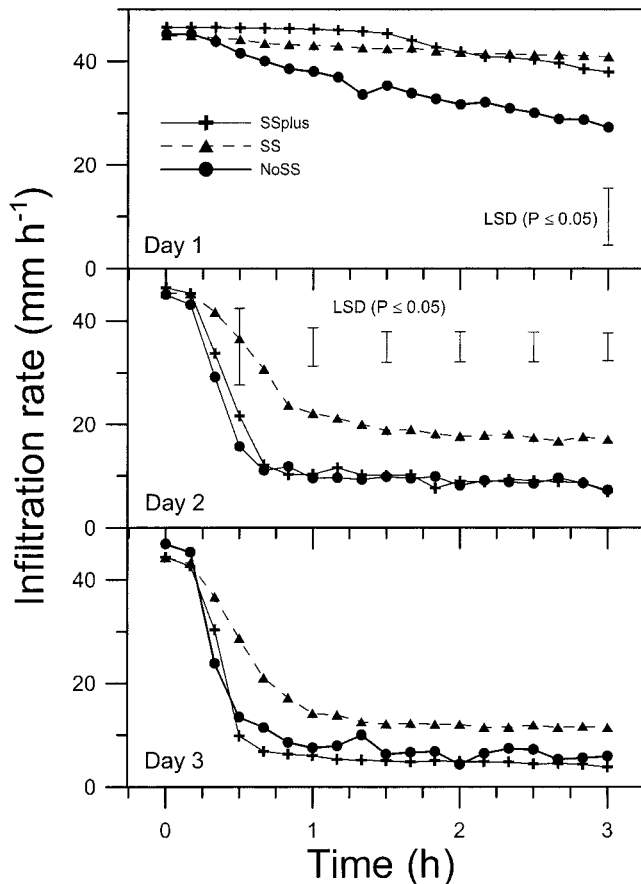 Infiltration rate (mm h⁻¹)
40
20
SSplus
SS
NoSS
LSD (P ≤ 0.05)
Day 1
0
LSD (P ≤ 0.05)
40
20
Day 2
0
40
20
Day 3
0
0 1 2 3
Time (h)